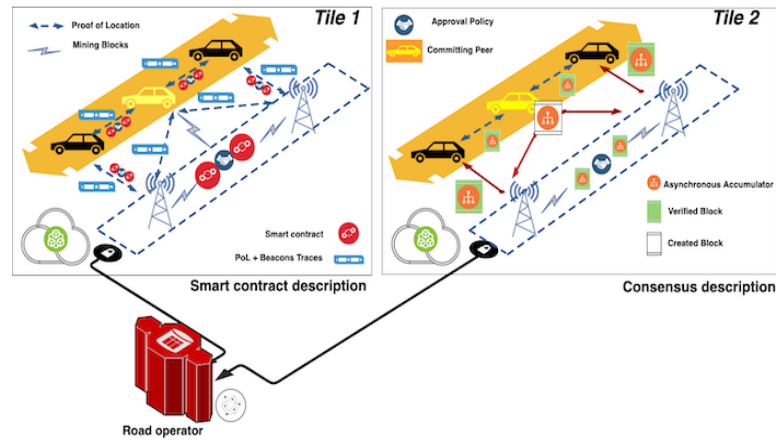 Tile 1
Proof of Location
Mining Blocks
Smart contract
PoL + Beacons Traces
Smart contract description
Tile 2
Approval Policy
Committing Peer
Asynchronous Accumulator
Verified Block
Created Block
Consensus description
Road operator